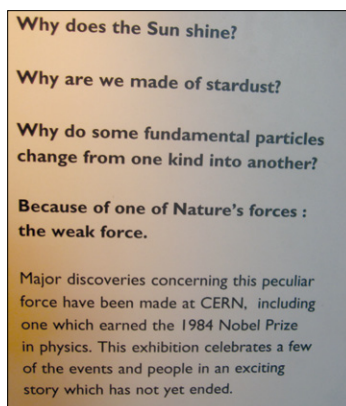 Why does the Sun shine?
Why are we made of stardust?
Why do some fundamental particles
change from one kind into another?
Because of one of Nature's forces :
the weak force.
Major discoveries concerning this peculiar
force have been made at CERN, including
one which earned the 1984 Nobel Prize
in physics. This exhibition celebrates a few
of the events and people in an exciting
story which has not yet ended.